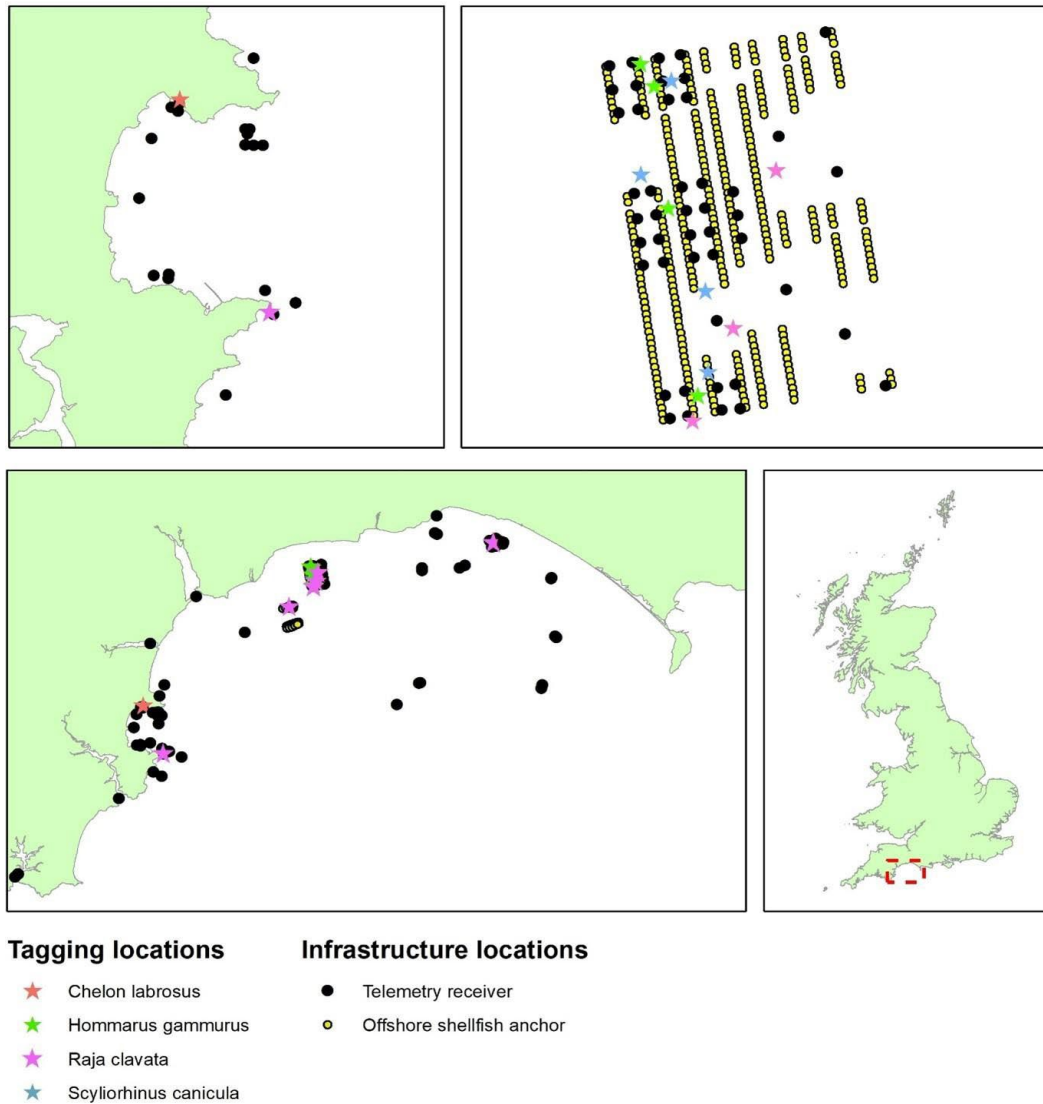 Tagging locations
Infrastructure locations
Chelon labrosus
Telemetry receiver
Hommarus gammurus
Offshore shellfish anchor
Raja clavata
Scyliorhinus canicula